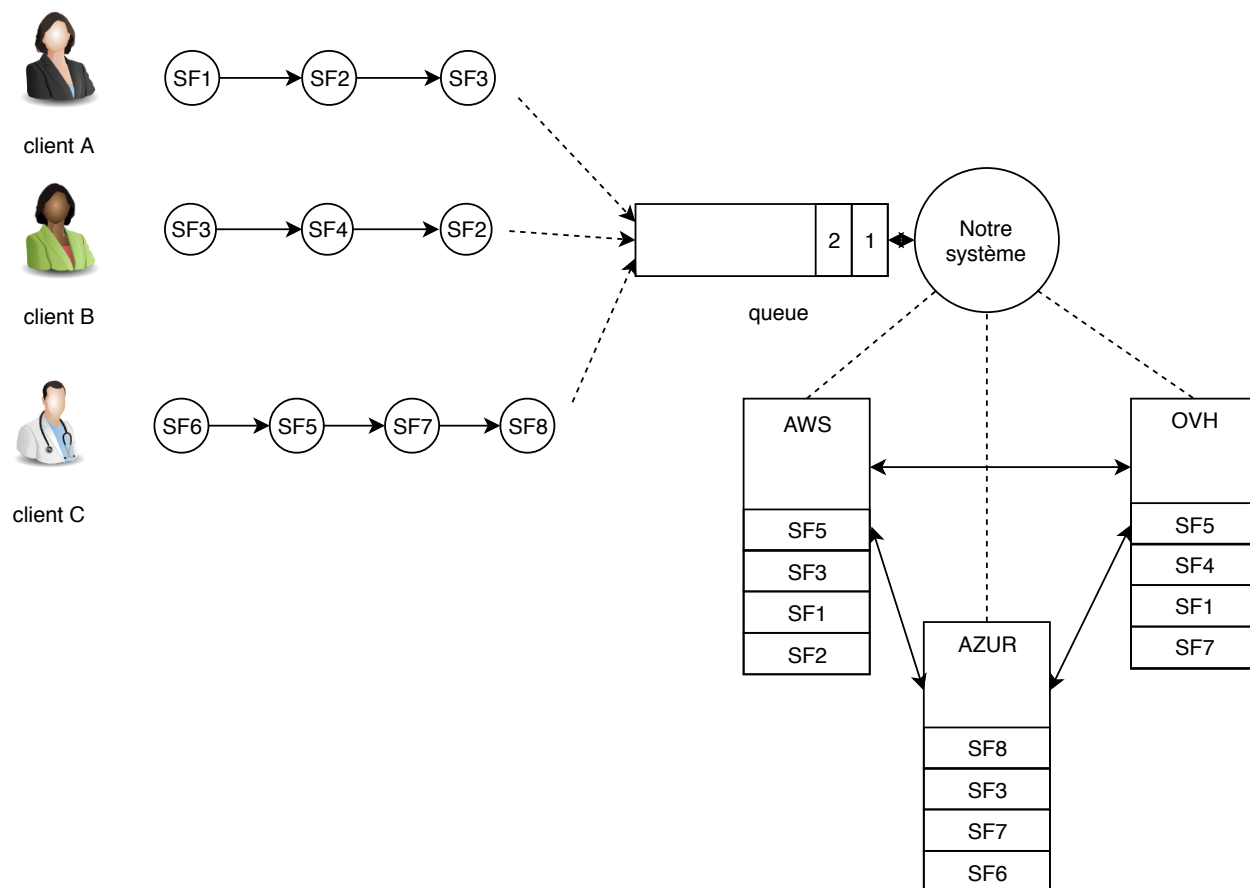 SF1
SF2
SF3
client A
SF3
SF4
SF2
client B
2
1
Notre
système
queue
SF6
SF5
SF7
SF8
client C
AWS
SF5
SF3
SF1
SF2
OVH
SF5
SF4
SF1
SF7
AZUR
SF8
SF3
SF7
SF6